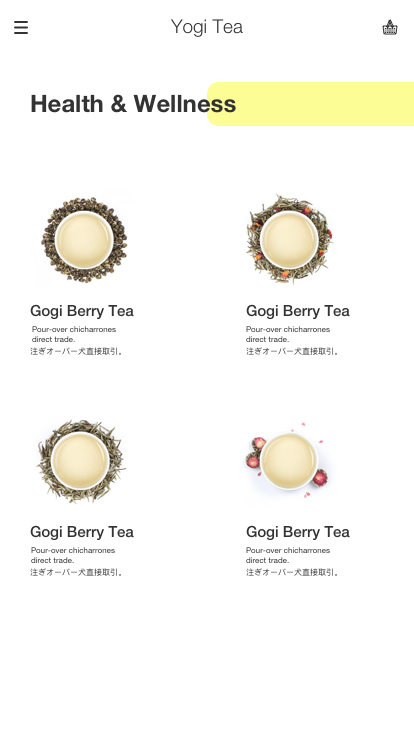 Yogi Tea
Health & Wellness
Gogi Berry Tea
Pour-over chicharrones
direct trade.
注ぎオーバー犬直接取引。
Gogi Berry Tea
Pour-over chicharrones
direct trade.
注ぎオーバー犬直接取引。
Gogi Berry Tea
Pour-over chicharrones
direct trade.
注ぎオーバー犬直接取引。
Gogi Berry Tea
Pour-over chicharrones
direct trade.
注ぎオーバー犬直接取引。